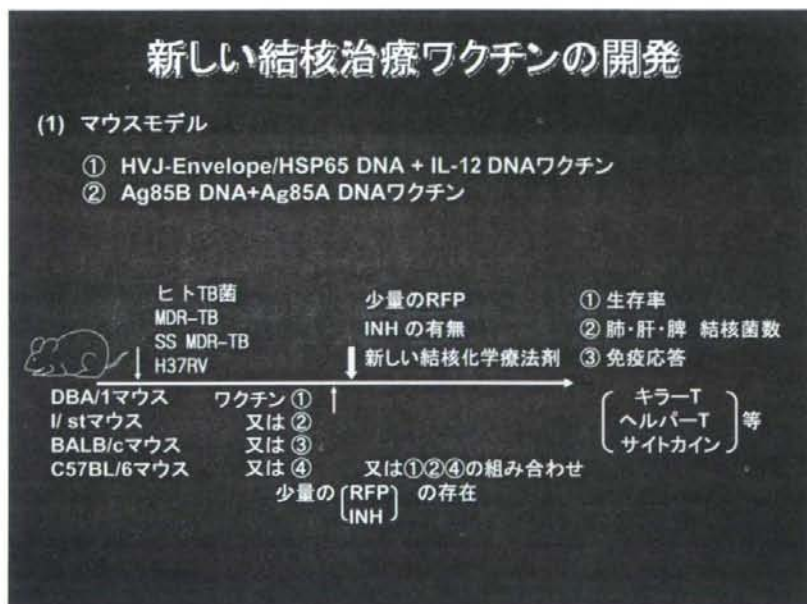 新しい結核治療ワクチンの開発
(1) マウスモデル
① HVJ-Envelope/HSP65 DNA + IL-12 DNAワクチン
② Ag85B DNA+Ag85A DNAワクチン
ヒトTB菌
MDR-TB
SS MDR-TB
H37RV
少量のRFP
INH の有無
新しい結核化学療法剤
① 生存率
② 肺・肝・脾 結核菌数
③ 免疫応答
キラーT
ヘルパーT
サイトカイン
等
DBA/1マウス
I/ stマウス
BALB/cマウス
C57BL/6マウス
ワクチン ①
又は ②
又は ③
又は ④
又は①②④の組み合わせ
少量の RFP の存在
INH